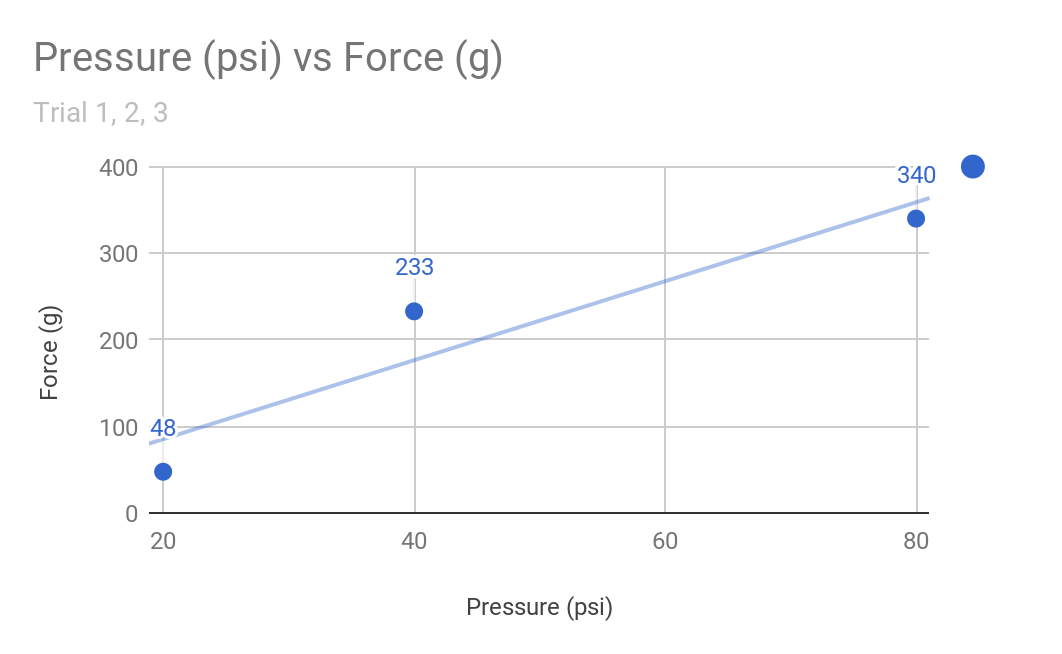 Pressure (psi) vs Force (g)
Trial 1, 2, 3
400
340
300
233
200
100
48
0
20 40 60 80
Force (g)
Pressure (psi)